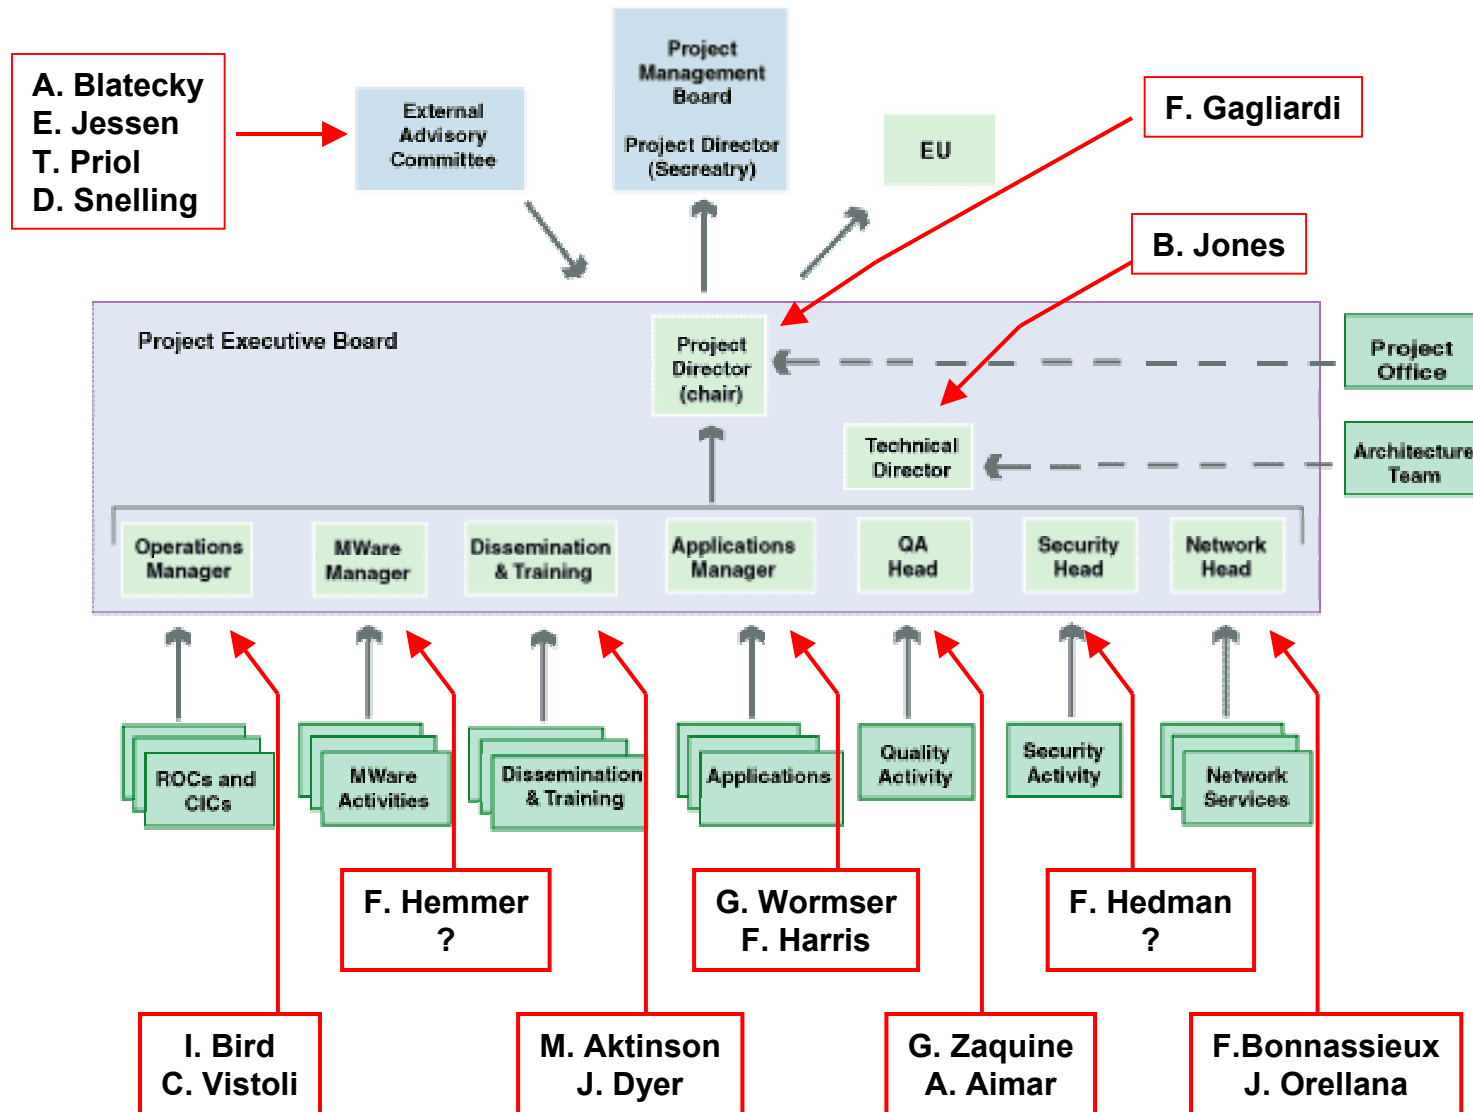 Project
Management
Board
Project Director
(Secreatry)
A. Blatecky
E. Jessen
T. Priol
D. Snelling
External
Advisory
Committee
EU
F. Gagliardi
B. Jones
Project Executive Board
Project
Director
(chair)
Project
Office
Technical
Director
Architecture
Team
Operations
Manager
MWare
Manager
Dissemination
& Training
Applications
Manager
QA
Head
Security
Head
Network
Head
ROCs and
CICs
MWare
Activities
Dissemination
& Training
Applications
Quality
Activity
Security
Activity
Network
Services
F. Hemmer
?
G. Wormser
F. Harris
F. Hedman
?
I. Bird
C. Vistoli
M. Aktinson
J. Dyer
G. Zaquine
A. Aimar
F.Bonnassieux
J. Orellana